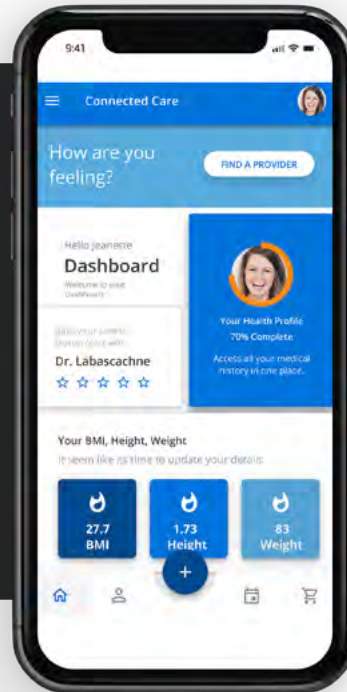 9:41
Connected Care
How are you
feeling?
FIND A PROVIDER
Hello Jeanette
Dashboard
Welcome to your
dashboard
Your Health Profile
70% Complete
Access all your medical
history in one place.
Dr. Labascachne
Your BMI, Height, Weight
It seem like its time to update your details
27.7
BMI
1,73
Height
83
Weight
+